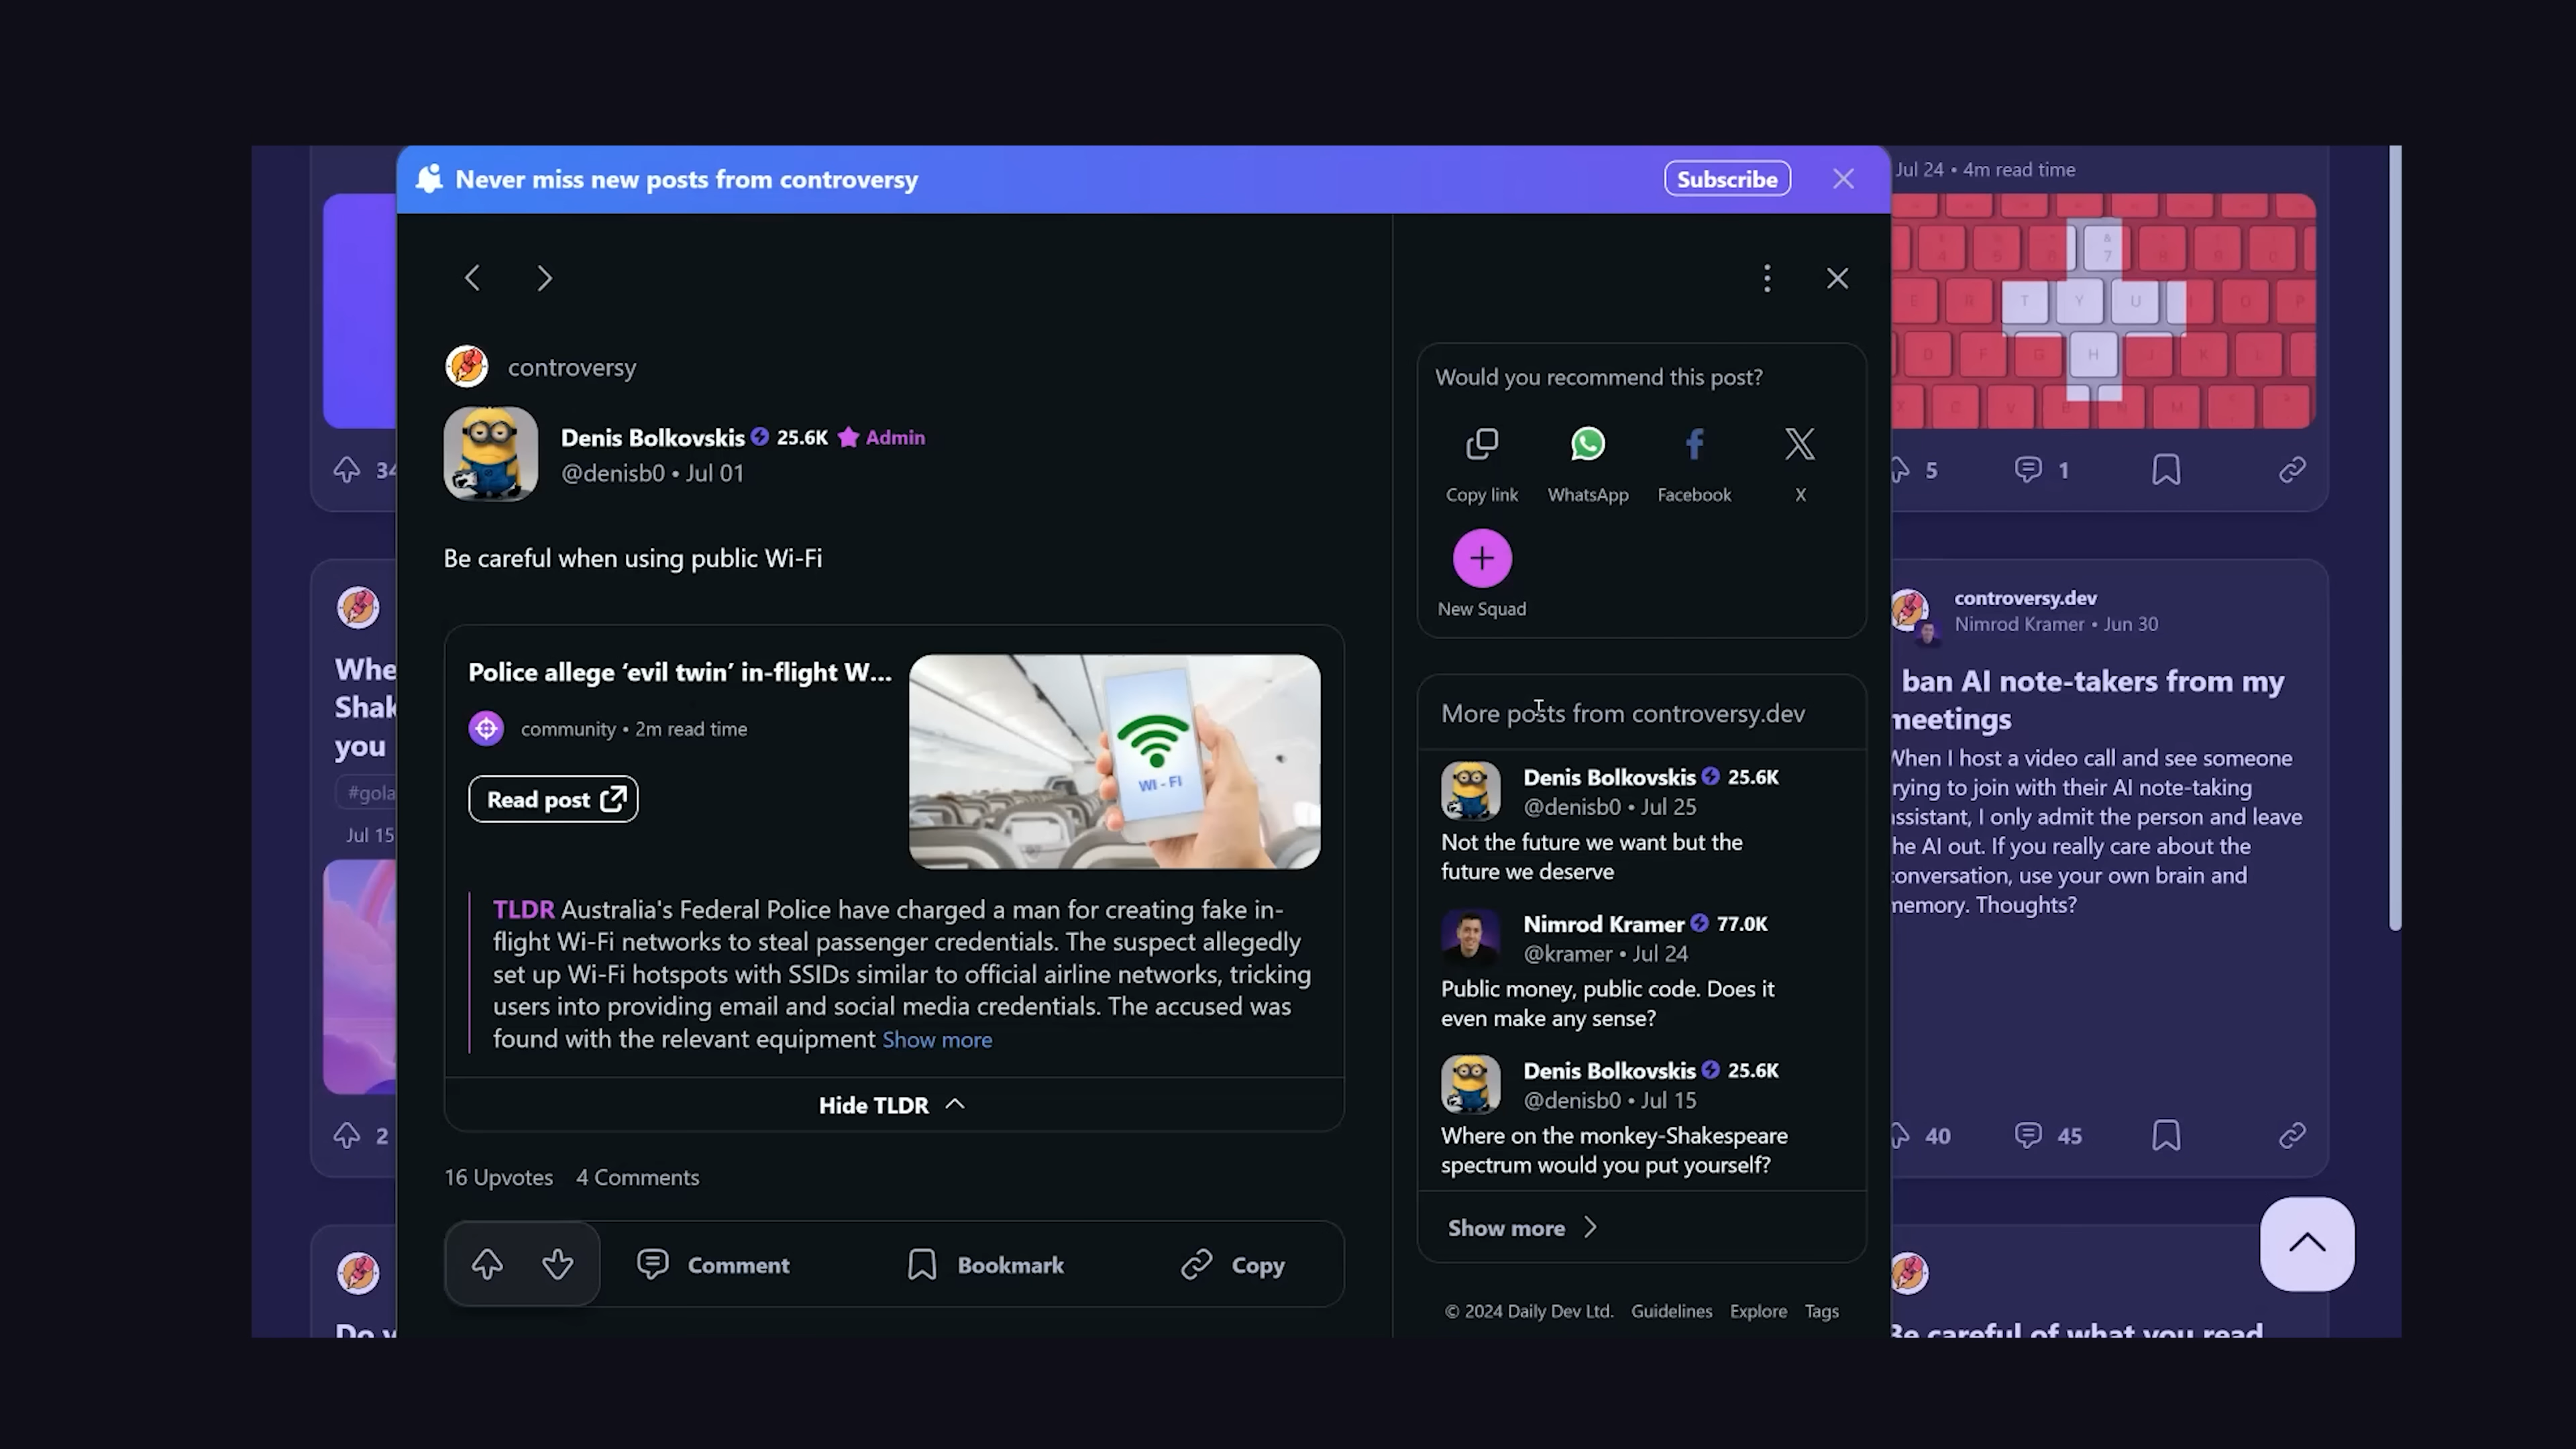 Never miss new posts from controversy
Subscribe
controversy
Denis Bolkovskis 25.6K Admin
@denisb0 • Jul 01
Be careful when using public Wi-Fi
Police allege ‘evil twin’ in-flight W...
community • 2m read time
Read post
WI-FI
TLDR Australia's Federal Police have charged a man for creating fake in-
flight Wi-Fi networks to steal passenger credentials. The suspect allegedly
set up Wi-Fi hotspots with SSIDs similar to official airline networks, tricking
users into providing email and social media credentials. The accused was
found with the relevant equipment Show more
Hide TLDR
16 Upvotes 4 Comments
Comment Bookmark Copy
Would you recommend this post?
Copy link WhatsApp Facebook X
New Squad
More posts from controversy.dev
Denis Bolkovskis 25.6K
@denisb0 • Jul 25
Not the future we want but the
future we deserve
Nimrod Kramer 77.0K
@kramer • Jul 24
Public money, public code. Does it
even make any sense?
Denis Bolkovskis 25.6K
@denisb0 • Jul 15
Where on the monkey-Shakespeare
spectrum would you put yourself?
Show more
© 2024 Daily Dev Ltd. Guidelines Explore Tags
34
Whe
Shak
you
#gola
Jul 15
2
Do
Jul 24 • 4m read time
T Y U
H
5 1
controversy.dev
Nimrod Kramer • Jun 30
ban AI note-takers from my
meetings
When I host a video call and see someone
rying to join with their AI note-taking
assistant, I only admit the person and leave
he AI out. If you really care about the
conversation, use your own brain and
memory. Thoughts?
40 45
Be careful of what you read